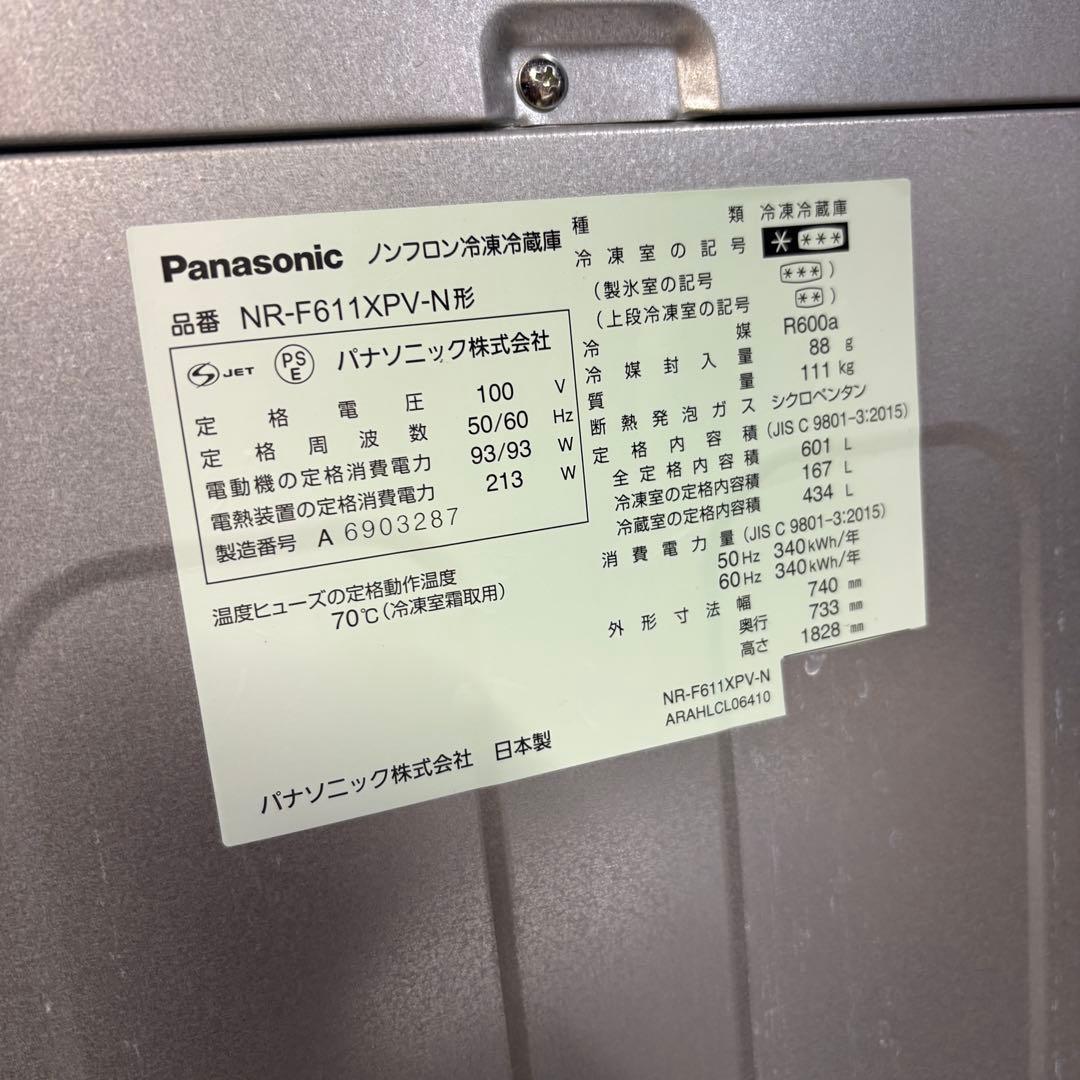 Panasonic ノンフロン冷凍冷蔵庫
品番 NR-F611XPV-N形
JET PSE パナソニック株式会社
定格電圧 100 V
定格周波数 50/60 Hz
電動機の定格消費電力 93/93 W
電熱装置の定格消費電力 213 W
製造番号 A 6903287
温度ヒューズの定格動作温度
70℃(冷凍室霜取用)
パナソニック株式会社 日本製
種類 冷凍冷蔵庫
冷凍室の記号 * ***
(製氷室の記号 ***)
(上段冷凍室の記号 **)
冷媒 R600a
冷媒封入量 88 g
質量 111 kg
断熱発泡ガス シクロペンタン
定格内容積 (JIS C 9801-3:2015)
全定格内容積 601 L
冷凍室の定格内容積 167 L
冷蔵室の定格内容積 434 L
消費電力量 (JIS C 9801-3:2015)
50Hz 340kWh/年
60Hz 340kWh/年
外形寸法 幅 740 mm
奥行 733 mm
高さ 1828 mm
NR-F611XPV-N
ARAHLCL06410